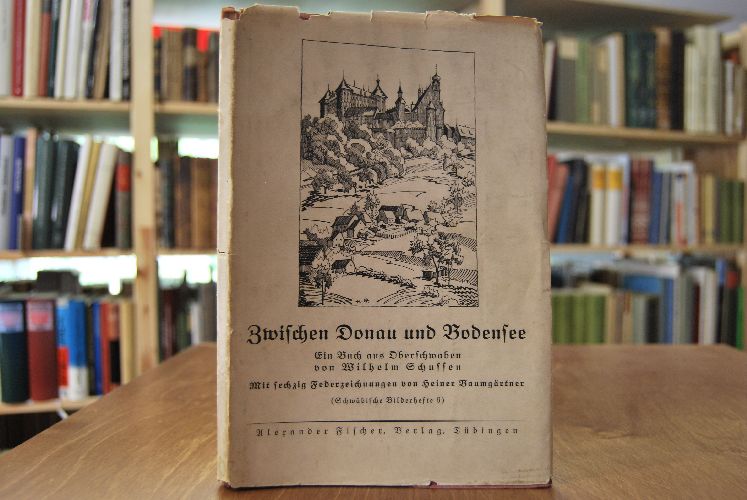 Zwischen Donau und Bodensee
Ein Buch aus Oberschwaben
von Wilhelm Schussen
Mit sechzig Federzeichnungen von Heiner Baumgärtner
(Schwäbische Bilderhefte 6)
Alexander Fischer, Verlag, Tübingen